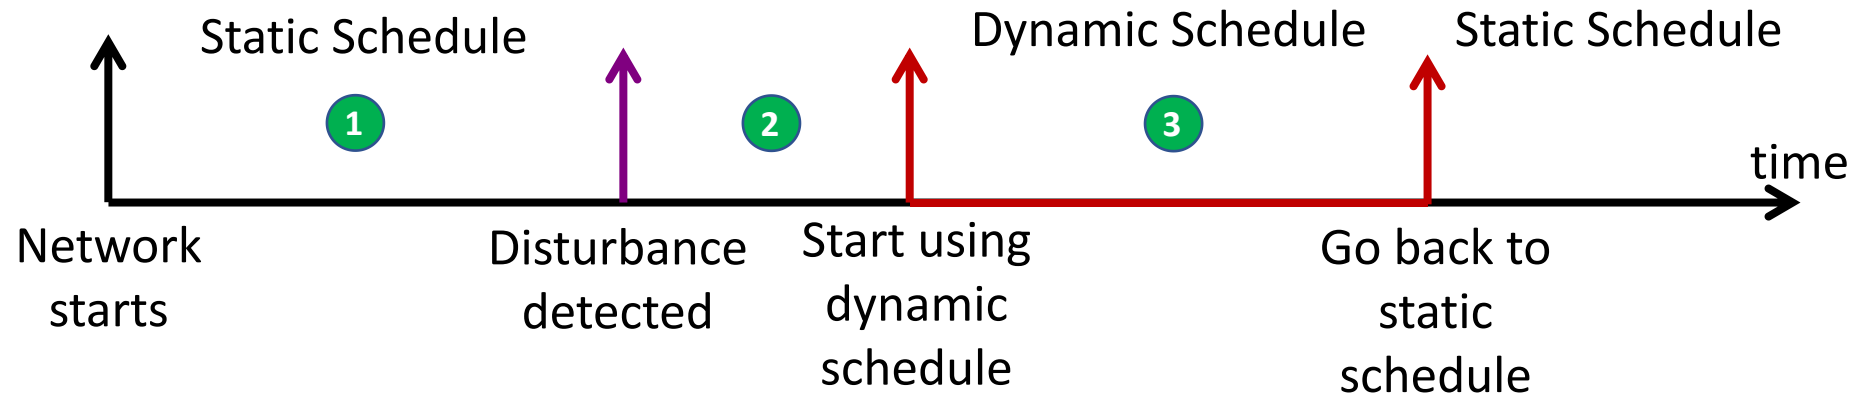 Static Schedule
Dynamic Schedule
Static Schedule
1
2
3
time
Network
starts
Disturbance
detected
Start using
dynamic
schedule
Go back to
static
schedule